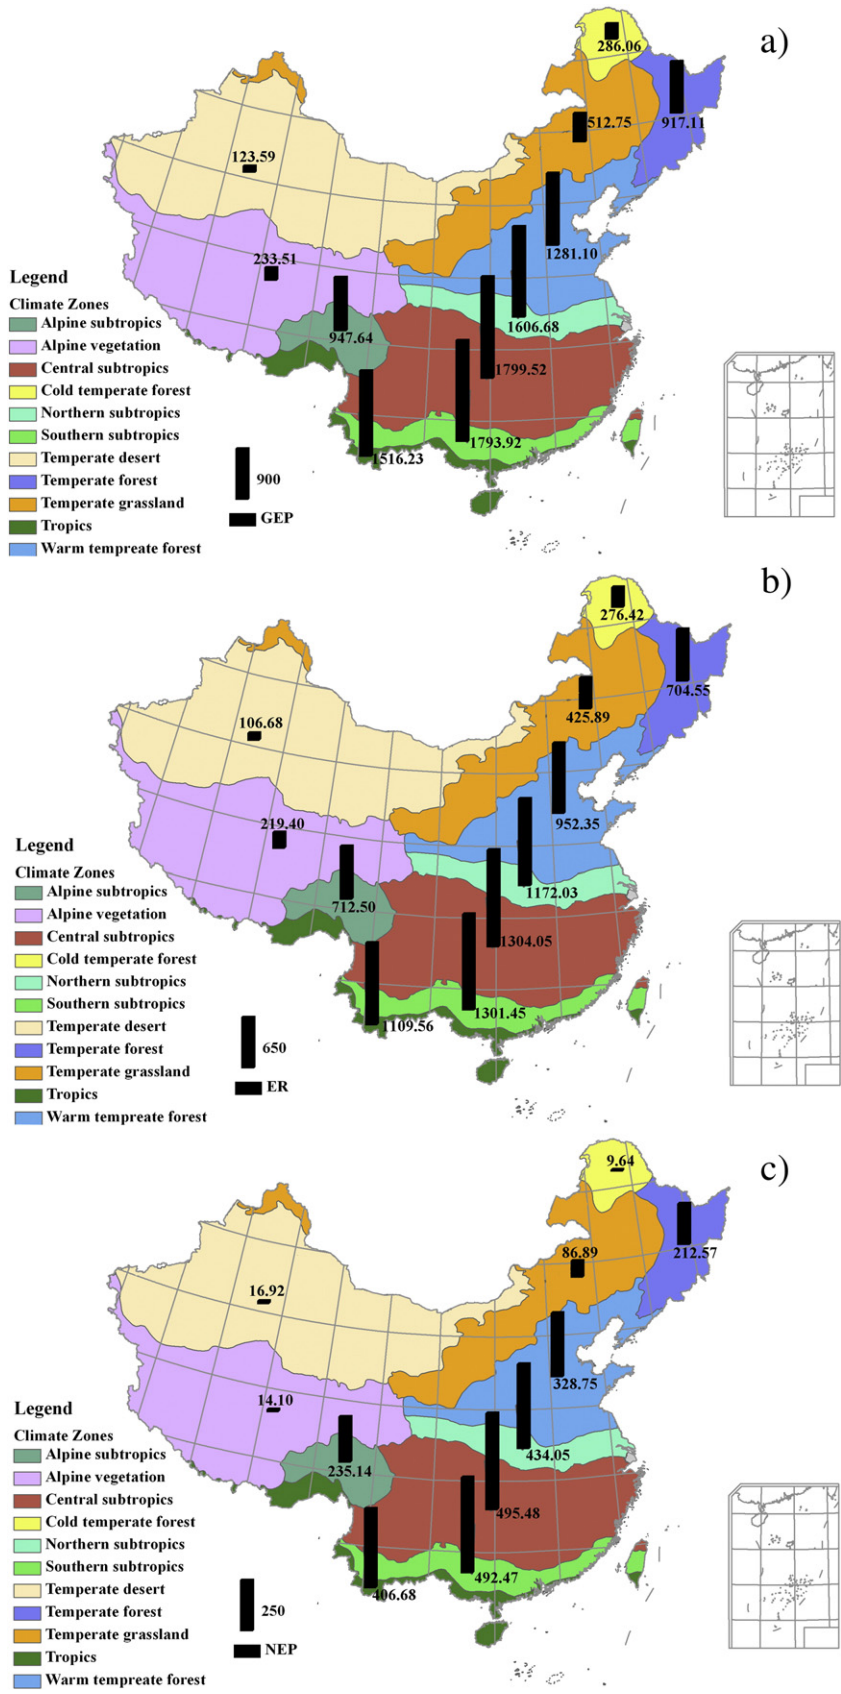 a)
286.06
917.11
512.75
123.59
1281.10
233.51
Legend
Climate Zones
1606.68
Alpine subtropics
947.64
Alpine vegetation
Central subtropics
1799.52
Cold temperate forest
Northern subtropics
Southern subtropics
1793.92
Temperate desert
1516.23
Temperate forest
900
Temperate grassland
GEP
Tropics
Warm tempreate forest
b)
276.42
704.55
425.89
106.68
952.35
219.40
Legend
Climate Zones
1172.03
Alpine subtropics
712.50
Alpine vegetation
Central subtropics
1304.05
Cold temperate forest
Northern subtropics
Southern subtropics
1301.45
Temperate desert
1109.56
Temperate forest
650
Temperate grassland
ER
Tropics
Warm tempreate forest
c)
9.64
212.57
86.89
16.92
328.75
14.10
Legend
Climate Zones
434.05
Alpine subtropics
235.14
Alpine vegetation
Central subtropics
495.48
Cold temperate forest
Northern subtropics
Southern subtropics
492.47
Temperate desert
406.68
Temperate forest
250
Temperate grassland
NEP
Tropics
Warm tempreate forest